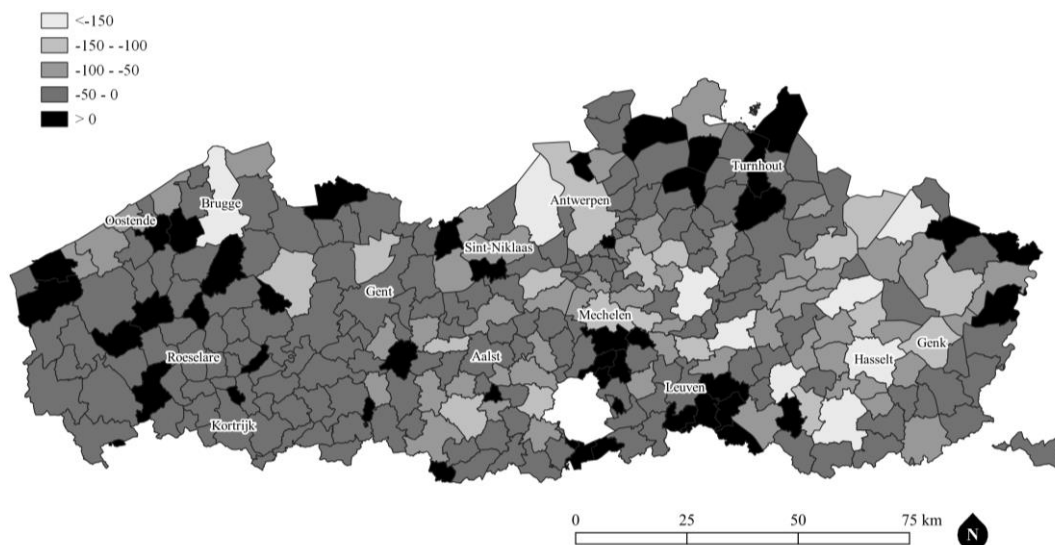 <-150
-150 - -100
-100 - -50
-50 - 0
> 0
Turnhout
Brugge
Antwerpen
Oostende
Sint-Niklaas
Gent
Mechelen
Genk
Roeselare
Aalst
Hasselt
Leuven
Kortrijk
0 25 50 75 km
N